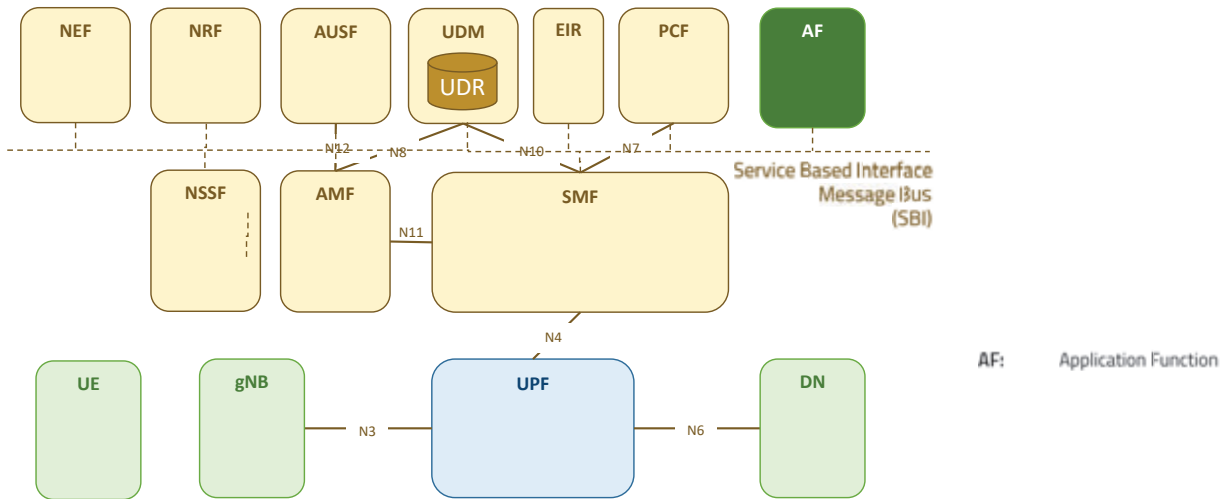 NEF
NRF
AUSF
UDM
EIR
PCF
AF
UDR
N12
N8
N10
N7
Service Based Interface
Message Bus
(SBI)
NSSF
AMF
SMF
N11
N4
UE
gNB
UPF
DN
AF: Application Function
N3
N6